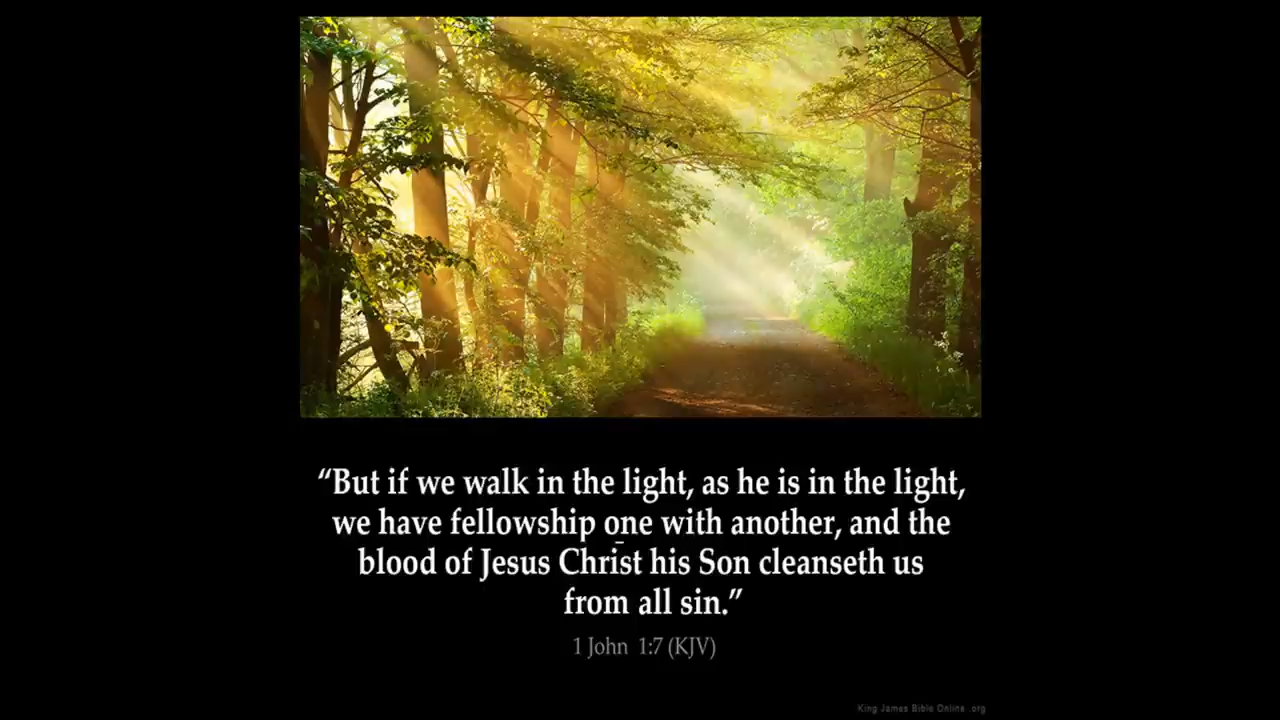 “But if we walk in the light, as he is in the light,
we have fellowship one with another, and the
blood of Jesus Christ his Son cleanseth us
from all sin.”
1 John 1:7 (KJV)
King James Bible Online .org